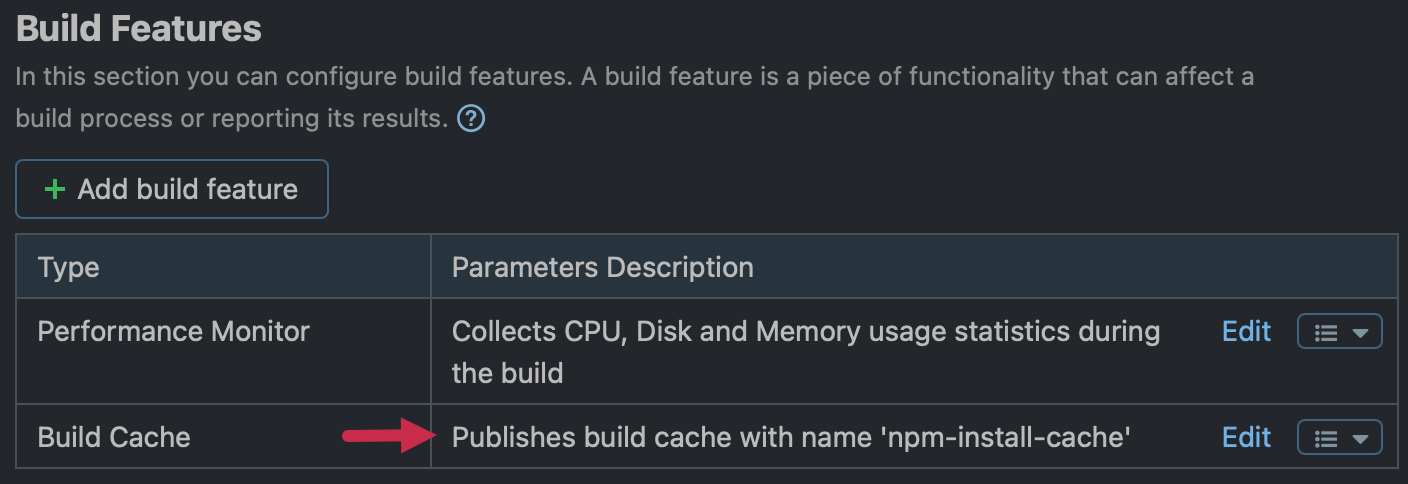 Build Features
In this section you can configure build features. A build feature is a piece of functionality that can affect a
build process or reporting its results. ?
+ Add build feature
Type Parameters Description
Performance Monitor Collects CPU, Disk and Memory usage statistics during Edit
the build
Build Cache Publishes build cache with name 'npm-install-cache' Edit